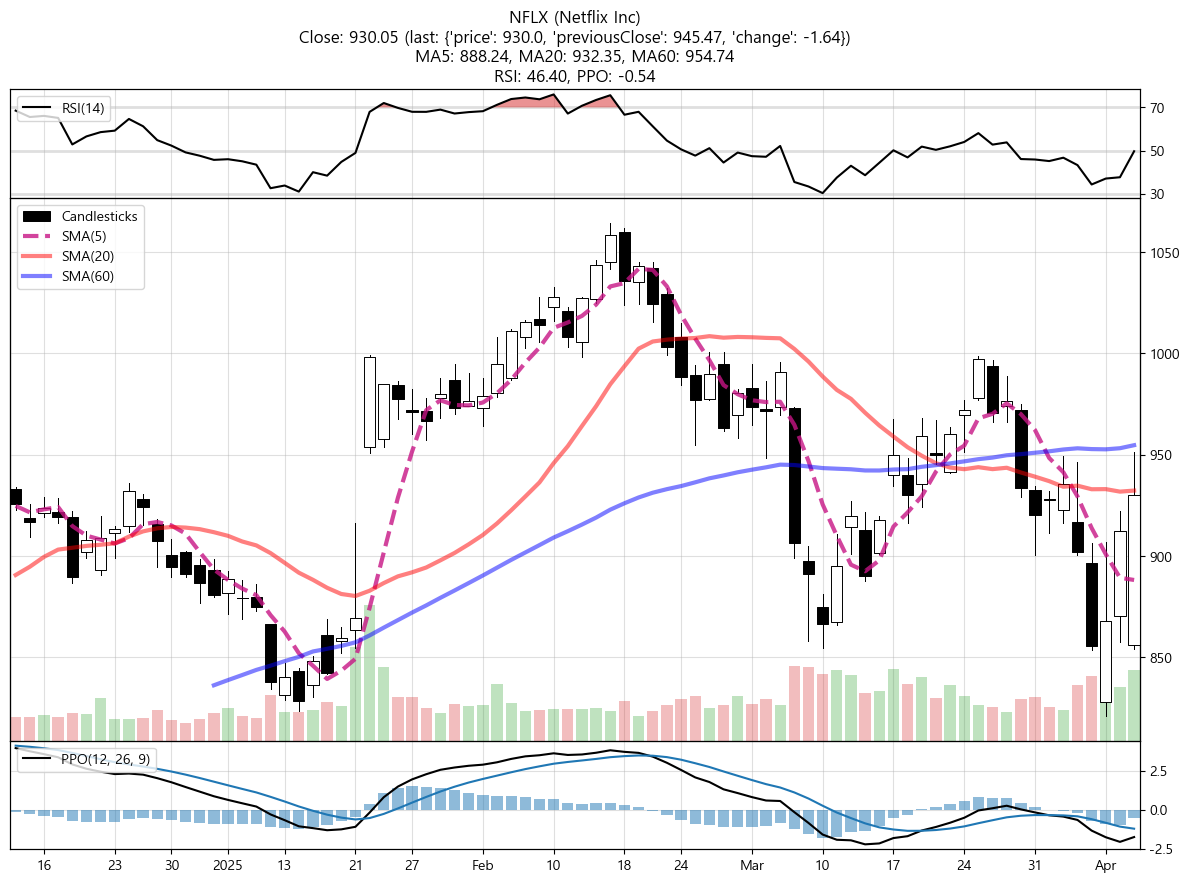 NFLX (Netflix Inc)
Close: 930.05 (last: {'price': 930.0, 'previousClose': 945.47, 'change': -1.64})
MA5: 888.24, MA20: 932.35, MA60: 954.74
RSI: 46.40, PPO: -0.54
RSI(14)
70
50
30
Candlesticks
SMA(5)
SMA(20)
SMA(60)
1050
1000
950
900
850
PPO(12, 26, 9)
2.5
0.0
-2.5
16 23 30 2025 13 21 27 Feb 10 18 24 Mar 10 17 24 31 Apr